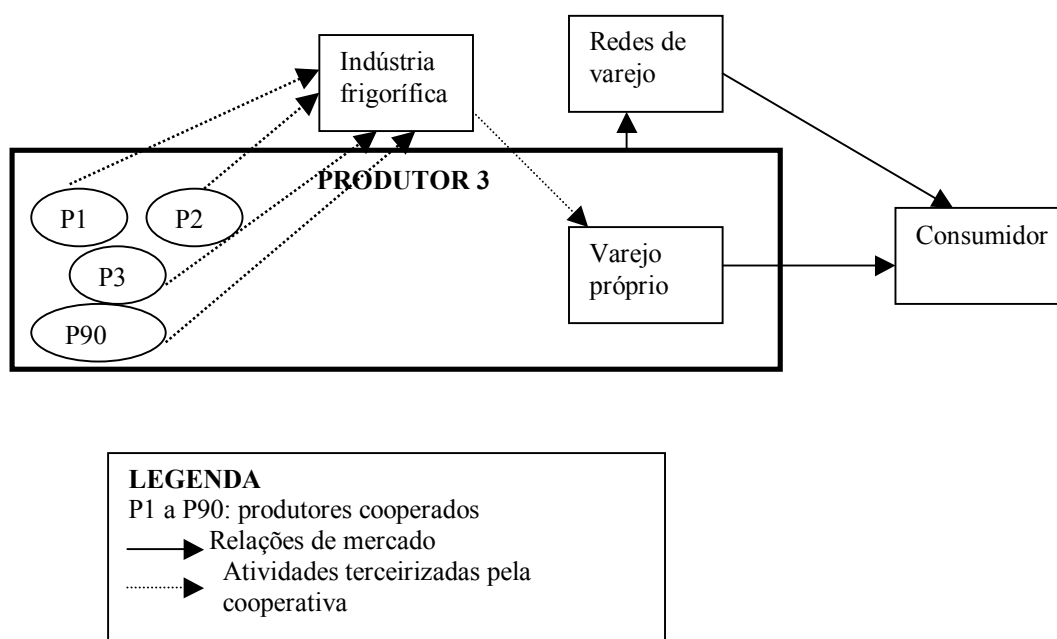 Indústria
frigorífica
Redes de
varejo
PRODUTOR 3
P1
P2
P3
P90
Varejo
próprio
Consumidor
LEGENDA
P1 a P90: produtores cooperados
Relações de mercado
Atividades terceirizadas pela
cooperativa